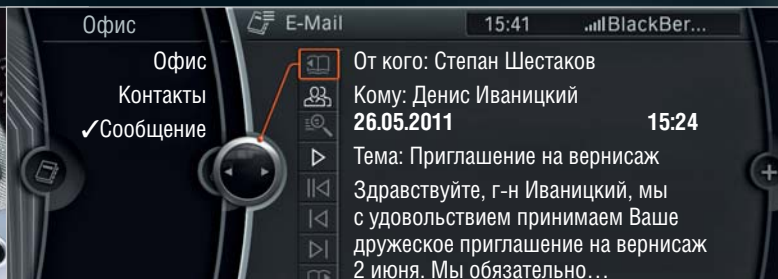 Офис
E-Mail
15:41
BlackBer...
Офис
Контакты
✓Сообщение
От кого: Степан Шестаков
Кому: Денис Иваницкий
26.05.2011 15:24
Тема: Приглашение на вернисаж
Здравствуйте, г-н Иваницкий, мы
с удовольствием принимаем Ваше
дружеское приглашение на вернисаж
2 июня. Мы обязательно…